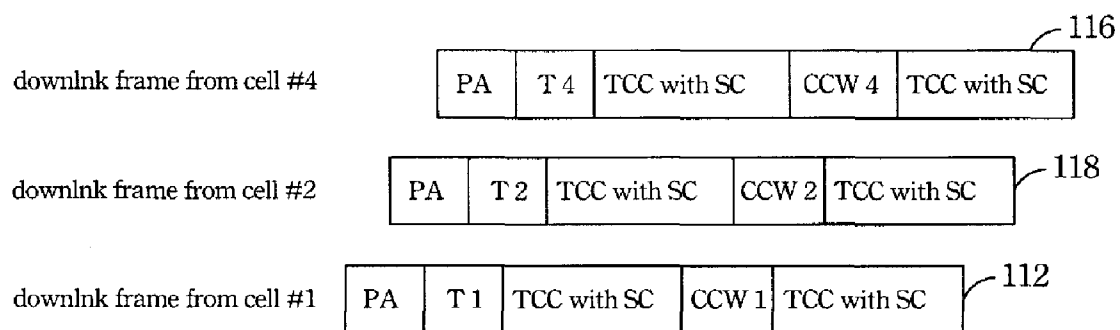 116
downlnk frame from cell #4 PA T 4 TCC with SC CCW 4 TCC with SC
downlnk frame from cell #2 PA T 2 TCC with SC CCW 2 TCC with SC 118
downlnk frame from cell #1 PA T 1 TCC with SC CCW 1 TCC with SC 112